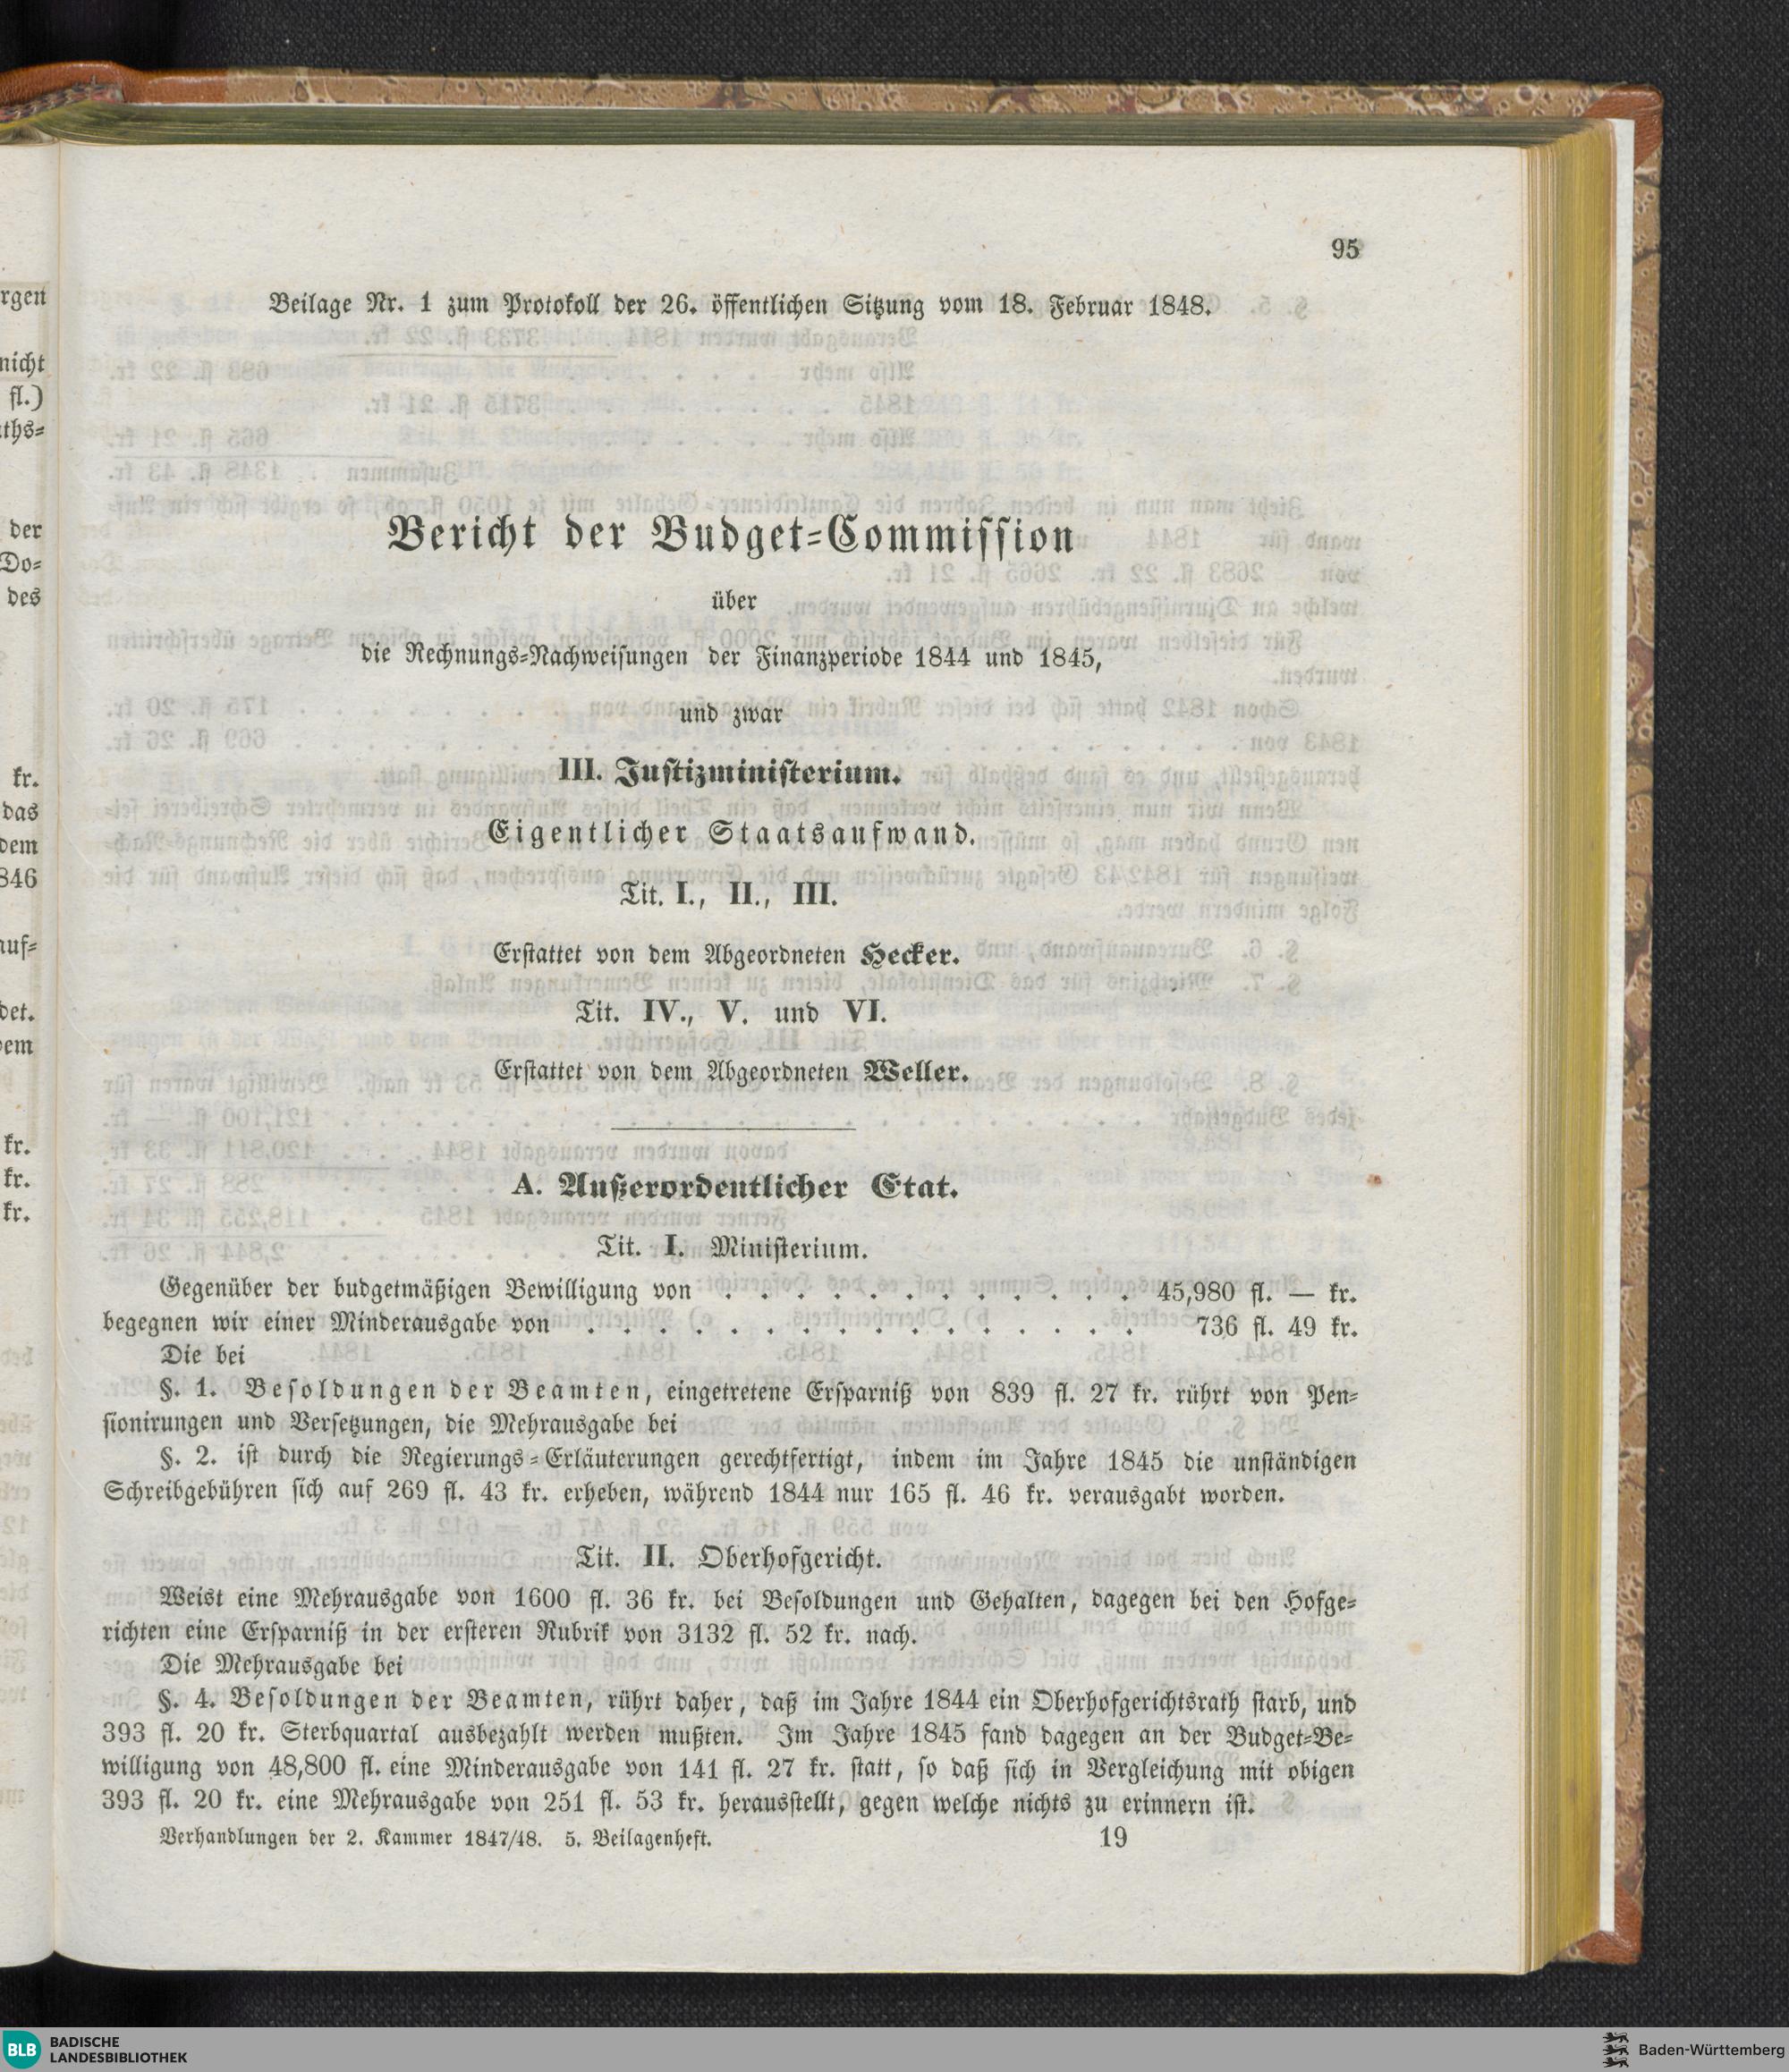 95
Beilage Nr. 1 zum Protokoll der 26. öffentlichen Sitzung vom 18. Februar 1848.
Bericht der Budget-Commission
über
die Rechnungs-Nachweisungen der Finanzperiode 1844 und 1845,
und zwar
III. Justizministerium.
Eigentlicher Staatsaufwand.
Tit. I., II., III.
Erstattet von dem Abgeordneten Hecker.
Tit. IV., V. und VI.
Erstattet von dem Abgeordneten Weller.
A. Außerordentlicher Etat.
Tit. I. Ministerium.
Gegenüber der budgetmäßigen Bewilligung von . . . . . . . . . . . . 45,980 fl. — kr.
begegnen wir einer Minderausgabe von . . . . . . . . . . . . . . . . 736 fl. 49 kr.
Die bei
§. 1. Besoldungen der Beamten, eingetretene Ersparniß von 839 fl. 27 kr. rührt von Pen-
sionirungen und Versetzungen, die Mehrausgabe bei
§. 2. ist durch die Regierungs-Erläuterungen gerechtfertigt, indem im Jahre 1845 die unständigen
Schreibgebühren sich auf 269 fl. 43 kr. erheben, während 1844 nur 165 fl. 46 kr. verausgabt worden.
Tit. II. Oberhofgericht.
Weist eine Mehrausgabe von 1600 fl. 36 kr. bei Besoldungen und Gehalten, dagegen bei den Hofge-
richten eine Ersparniß in der ersteren Rubrik von 3132 fl. 52 kr. nach.
Die Mehrausgabe bei
§. 4. Besoldungen der Beamten, rührt daher, daß im Jahre 1844 ein Oberhofgerichtsrath starb, und
393 fl. 20 kr. Sterbquartal ausbezahlt werden mußten. Im Jahre 1845 fand dagegen an der Budget-Be-
willigung von 48,800 fl. eine Minderausgabe von 141 fl. 27 kr. statt, so daß sich in Vergleichung mit obigen
393 fl. 20 kr. eine Mehrausgabe von 251 fl. 53 kr. herausstellt, gegen welche nichts zu erinnern ist.
Verhandlungen der 2. Kammer 1847/48. 5. Beilagenheft. 19
BLB BADISCHE
LANDESBIBLIOTHEK
Baden-Württemberg